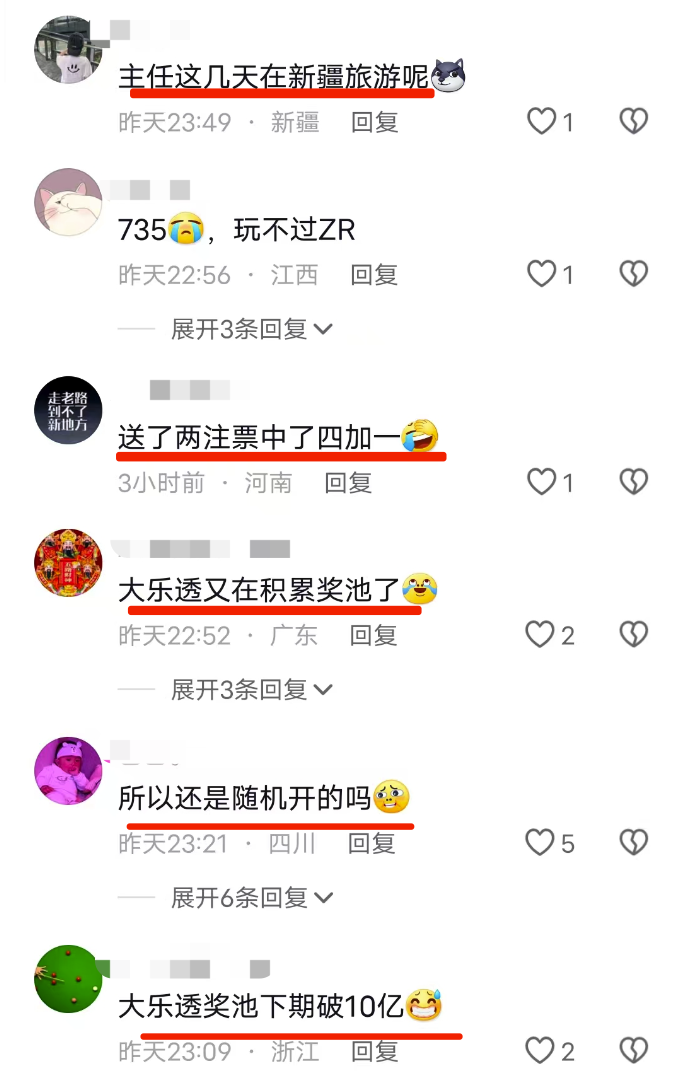 主任这几天在新疆旅游呢
昨天23:49 · 新疆 回复 1
735，玩不过ZR
昨天22:56 · 江西 回复 1
展开3条回复
走老路
到不了
新地方
送了两注票中了四加一
3小时前 · 河南 回复 1
大乐透又在积累奖池了
昨天22:52 · 广东 回复 2
展开3条回复
所以还是随机开的吗
昨天23:21 · 四川 回复 5
展开6条回复
大乐透奖池下期破10亿
昨天23:09 · 浙江 回复 2